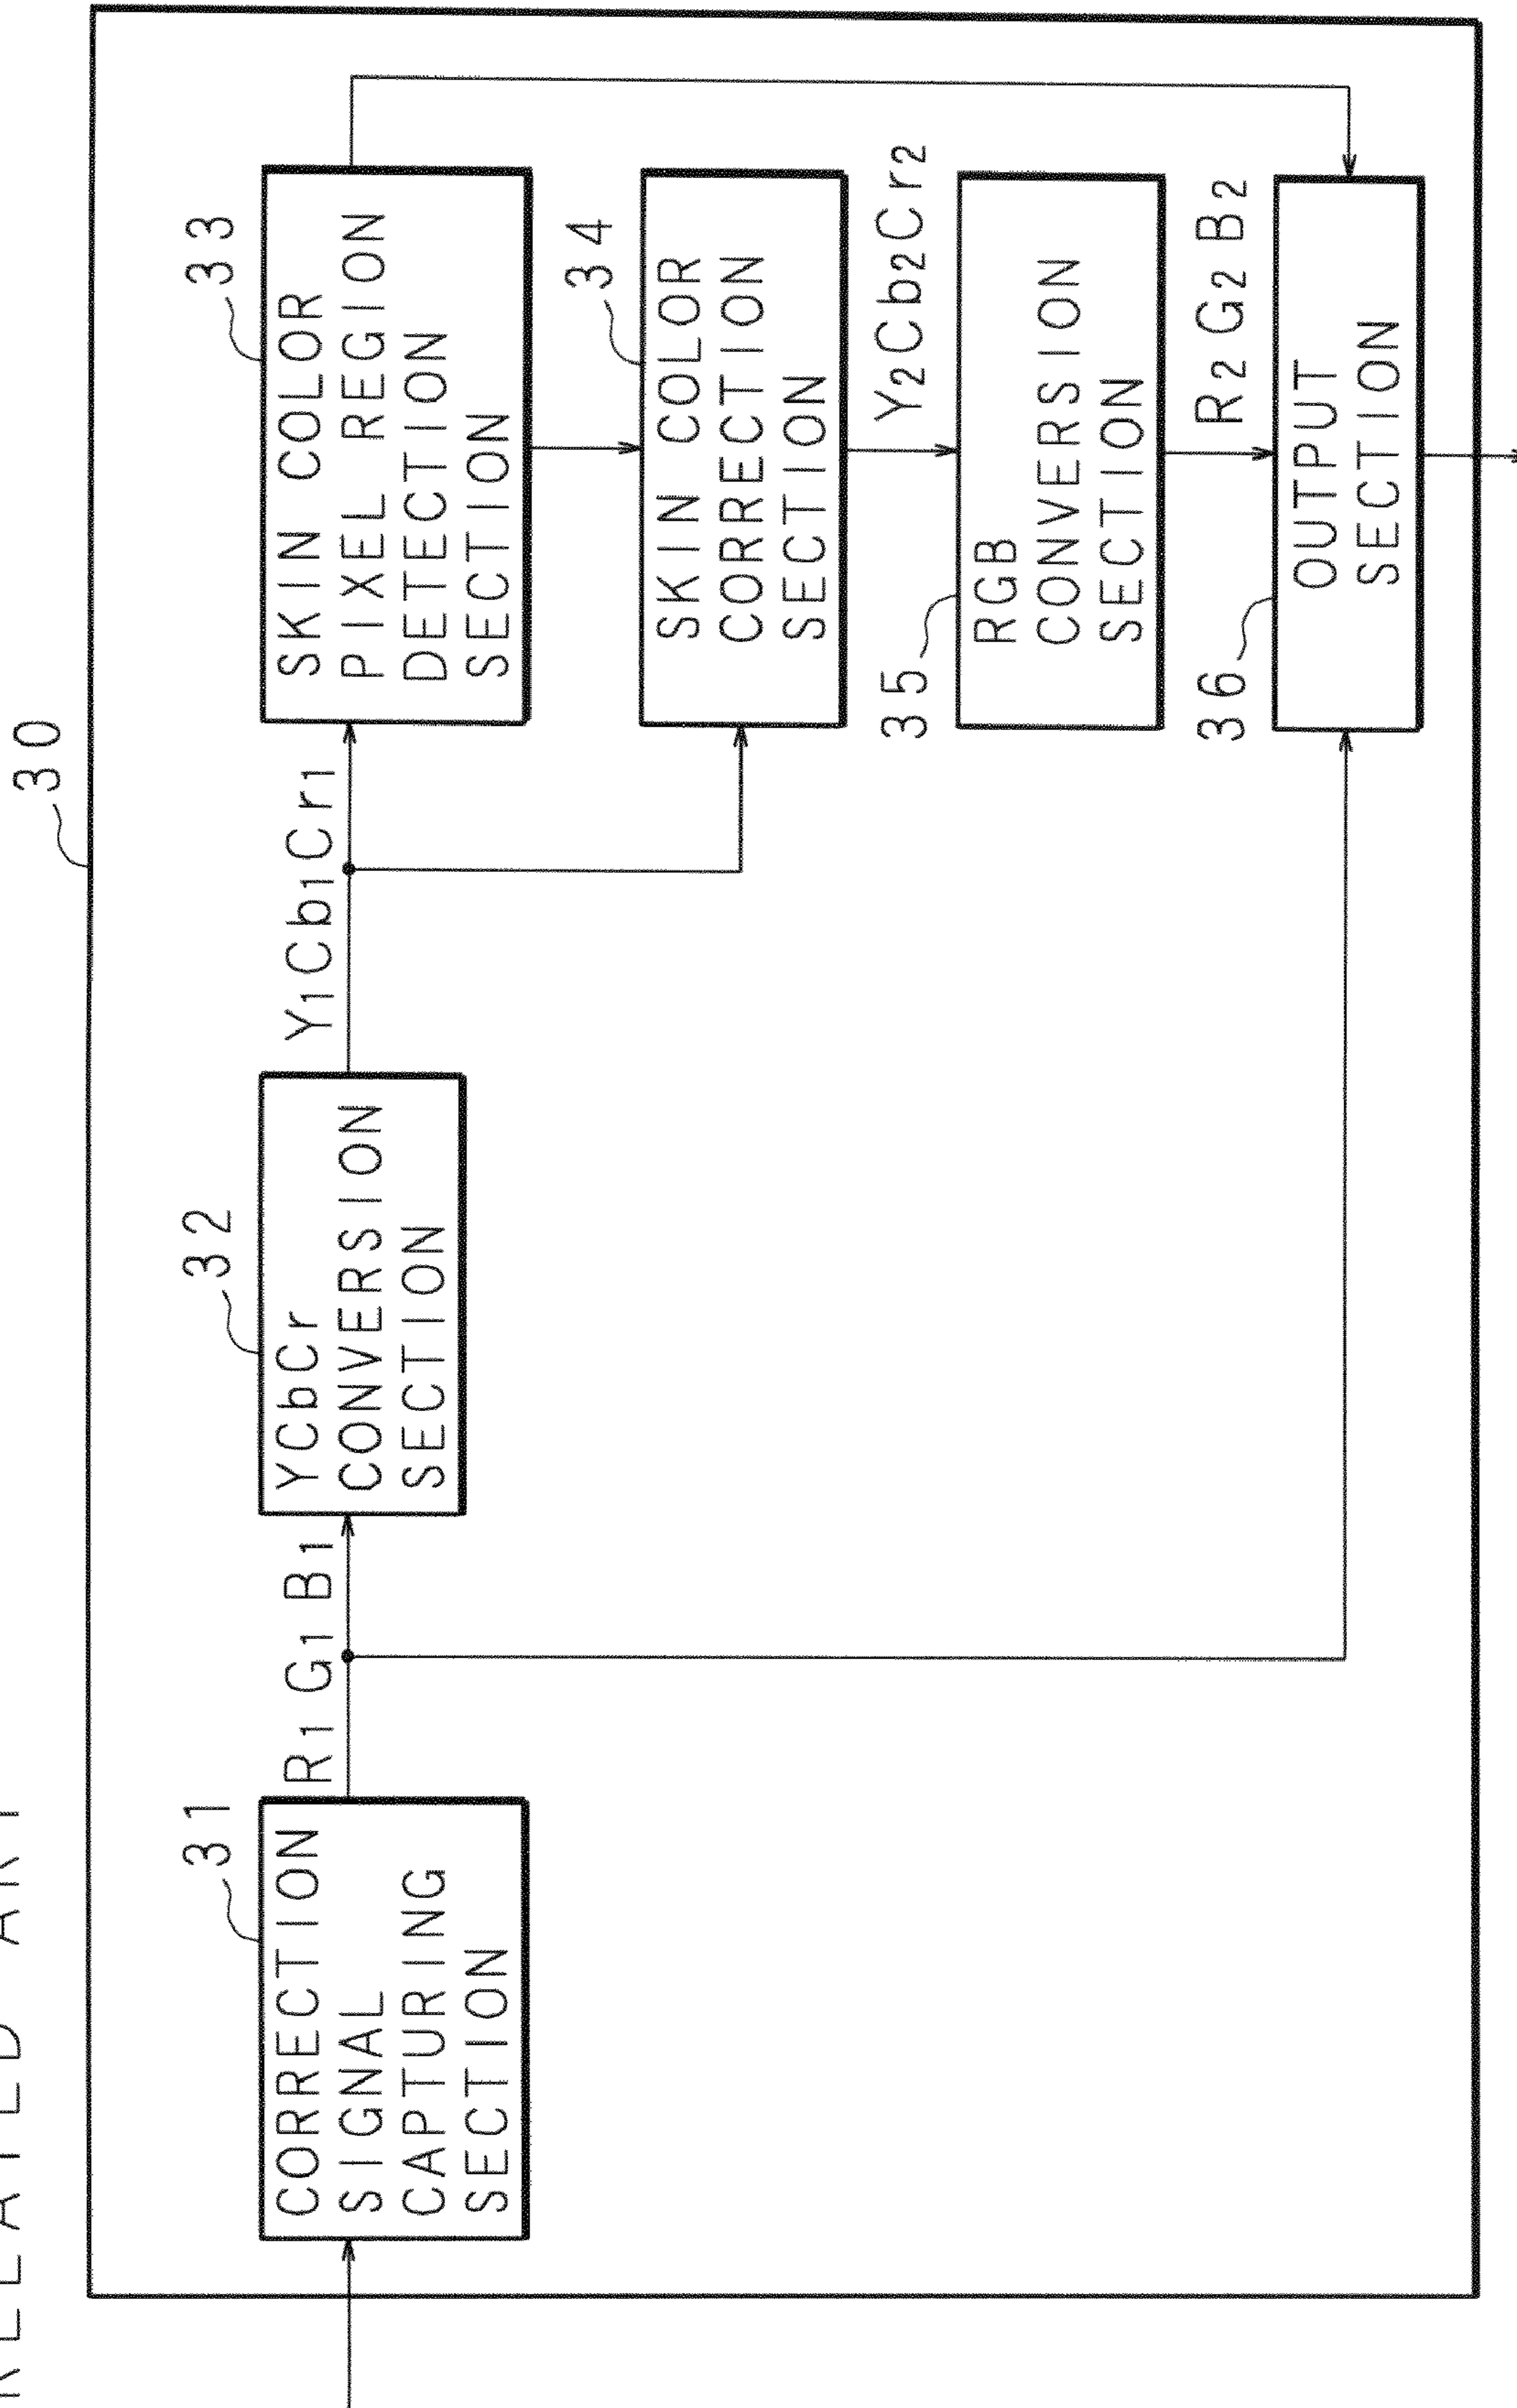 RELATED ART
30
31
CORRECTION
SIGNAL
CAPTURING
SECTION
R1 G1 B1
32
YCbCr
CONVERSION
SECTION
Y1Cb1Cr1
33
SKIN COLOR
PIXEL REGION
DETECTION
SECTION
34
SKIN COLOR
CORRECTION
SECTION
Y2Cb2Cr2
35
RGB
CONVERSION
SECTION
R2 G2 B2
36
OUTPUT
SECTION